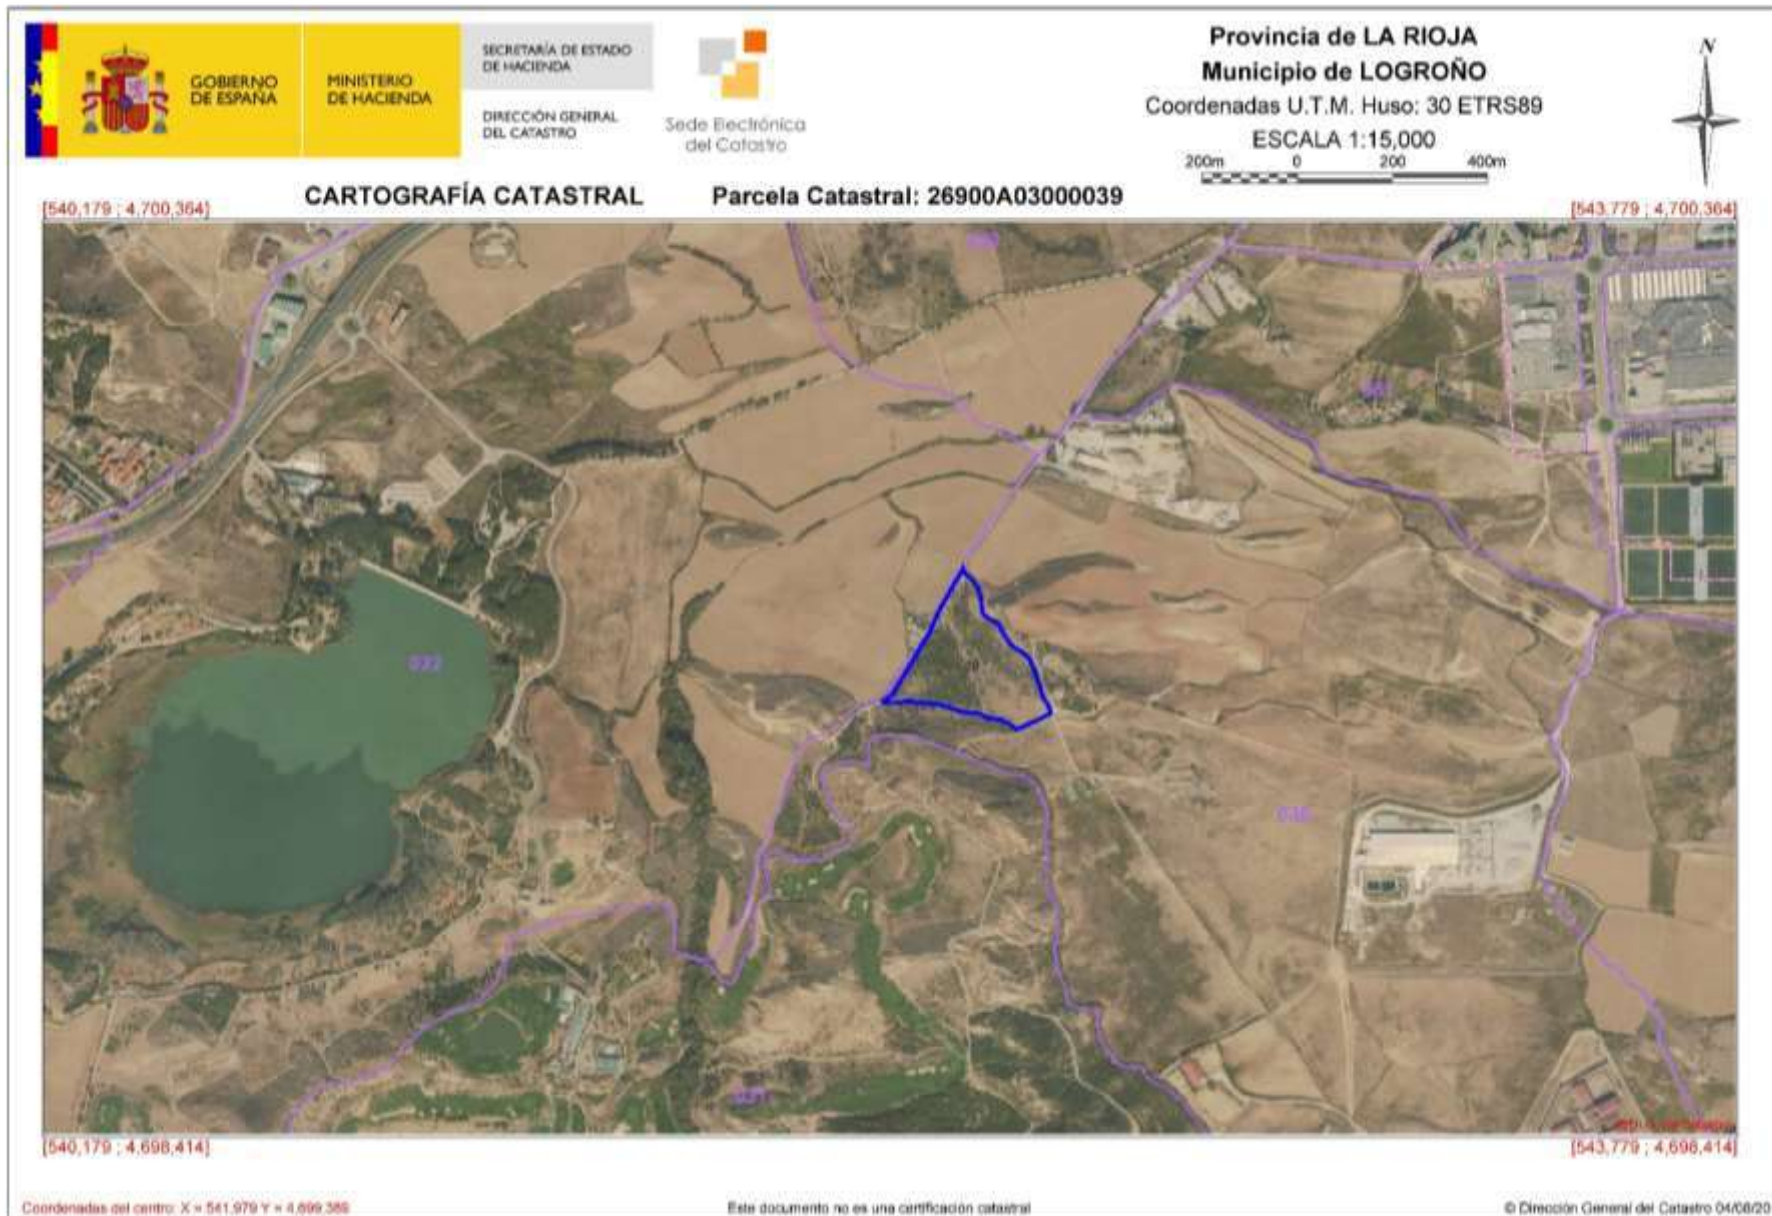 GOBIERNO
DE ESPAÑA
MINISTERIO
DE HACIENDA
SECRETARÍA DE ESTADO
DE HACIENDA
DIRECCIÓN GENERAL
DEL CATASTRO
Sede Electrónica
del Catastro
Provincia de LA RIOJA
Municipio de LOGROÑO
Coordenadas U.T.M. Huso: 30 ETRS89
ESCALA 1:15,000
200m 0 200 400m
N
CARTOGRAFÍA CATASTRAL Parcela Catastral: 26900A03000039
[540,179 ; 4,700,364] [543,779 ; 4,700,364]
032
[540,179 ; 4,698,414] [543,779 ; 4,698,414]
Coordenadas del centro: X = 541,979 Y = 4,699,389 Este documento no es una certificación catastral © Dirección General del Catastro 04/08/20